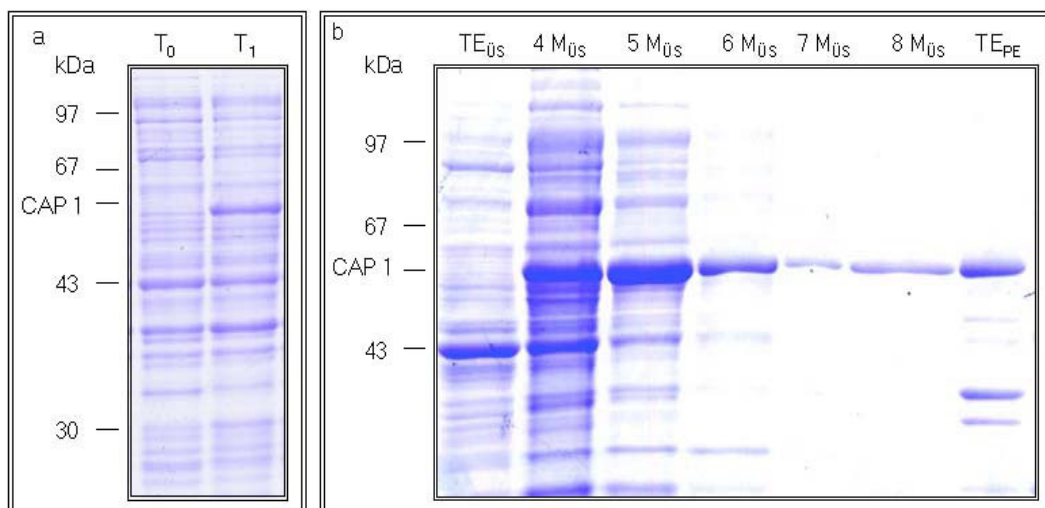 a
T₀ T₁
kDa
97
67
CAP 1
43
30
b
TEÜS 4 MÜS 5 MÜS 6 MÜS 7 MÜS 8 MÜS TEPE
kDa
97
67
CAP 1
43